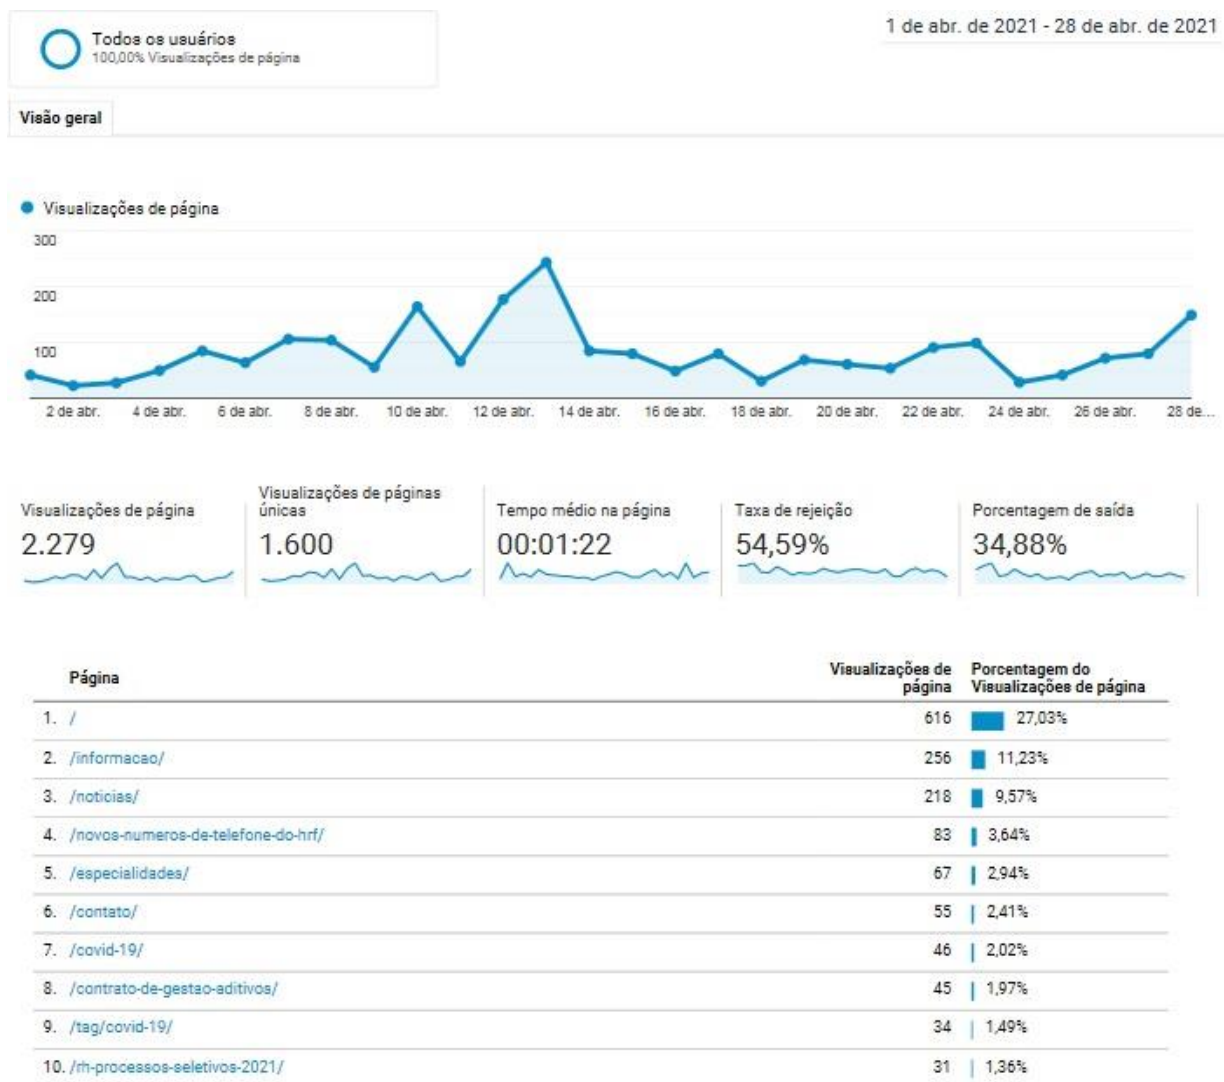 Todos os usuários
100,00% Visualizações de página
1 de abr. de 2021 - 28 de abr. de 2021
Visão geral
Visualizações de página
300
200
100
2 de abr. 4 de abr. 6 de abr. 8 de abr. 10 de abr. 12 de abr. 14 de abr. 16 de abr. 18 de abr. 20 de abr. 22 de abr. 24 de abr. 26 de abr. 28 de...
Visualizações de página
2.279
Visualizações de páginas
únicas
1.600
Tempo médio na página
00:01:22
Taxa de rejeição
54,59%
Porcentagem de saída
34,88%
Página
Visualizações de
página
Porcentagem do
Visualizações de página
1. / 616 27,03%
2. /informacao/ 256 11,23%
3. /noticias/ 218 9,57%
4. /novos-numeros-de-telefone-do-hrf/ 83 3,64%
5. /especialidades/ 67 2,94%
6. /contato/ 55 2,41%
7. /covid-19/ 46 2,02%
8. /contrato-de-gestao-aditivos/ 45 1,97%
9. /tag/covid-19/ 34 1,49%
10. /rh-processos-seletivos-2021/ 31 1,36%